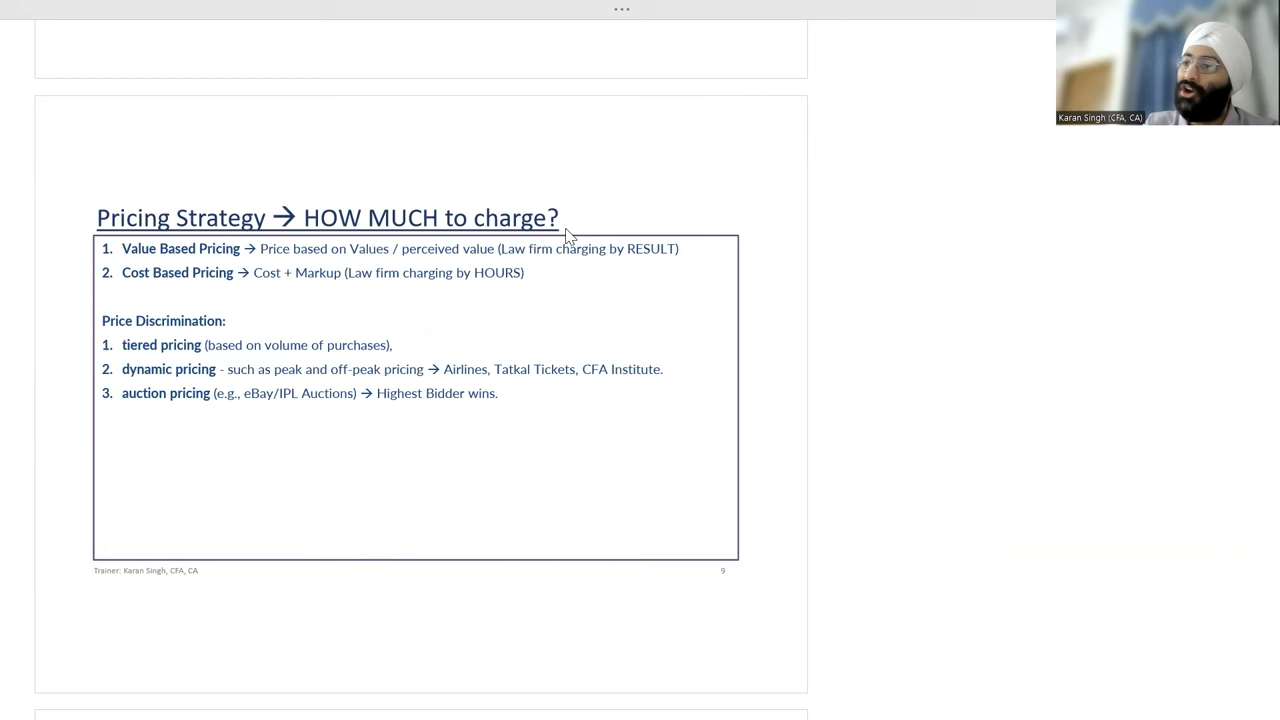 Karan Singh (CFA, CA)
Pricing Strategy → HOW MUCH to charge?
1. Value Based Pricing → Price based on Values / perceived value (Law firm charging by RESULT)
2. Cost Based Pricing → Cost + Markup (Law firm charging by HOURS)
Price Discrimination:
1. tiered pricing (based on volume of purchases),
2. dynamic pricing - such as peak and off-peak pricing → Airlines, Tatkal Tickets, CFA Institute.
3. auction pricing (e.g., eBay/IPL Auctions) → Highest Bidder wins.
Trainer: Karan Singh, CFA, CA
9